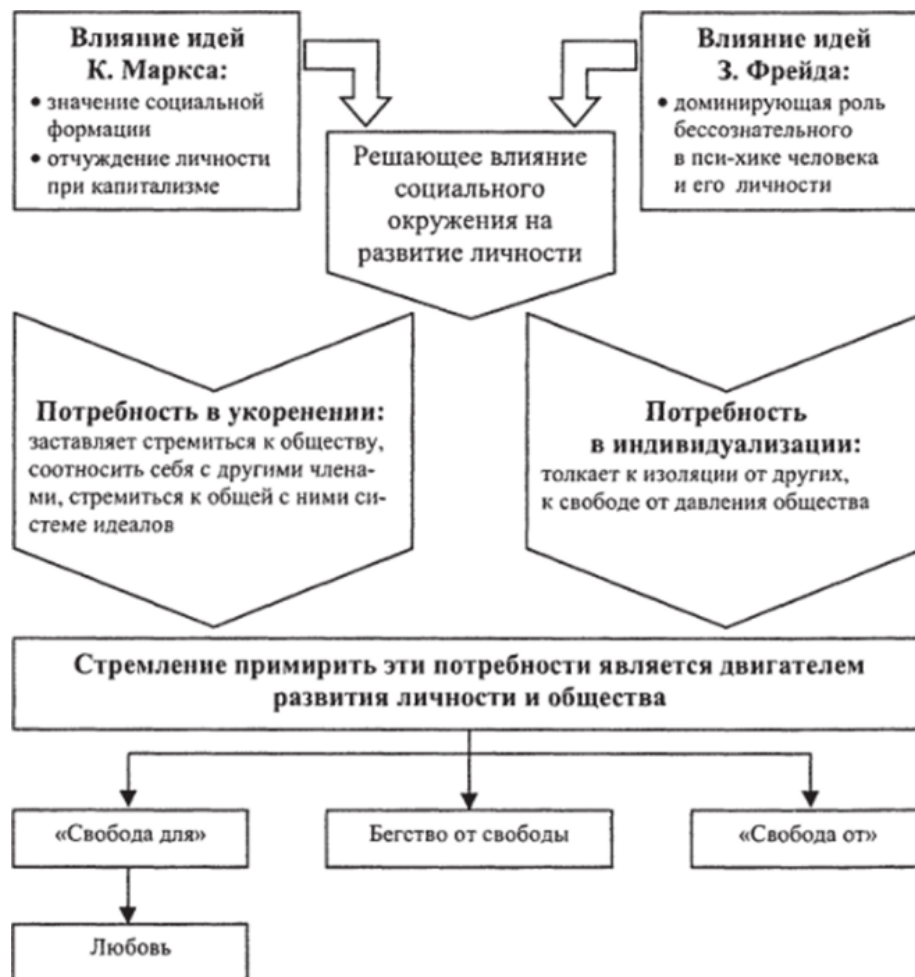 Влияние идей
К. Маркса:
• значение социальной
формации
• отчуждение личности
при капитализме
Влияние идей
З. Фрейда:
• доминирующая роль
бессознательного
в пси-хике человека
и его личности
Решающее влияние
социального
окружения на
развитие личности
Потребность в укоренении:
заставляет стремиться к обществу,
соотносить себя с другими члена-
ми, стремиться к общей с ними си-
стеме идеалов
Потребность
в индивидуализации:
толкает к изоляции от других,
к свободе от давления общества
Стремление примирить эти потребности является двигателем
развития личности и общества
«Свобода для»
Бегство от свободы
«Свобода от»
Любовь